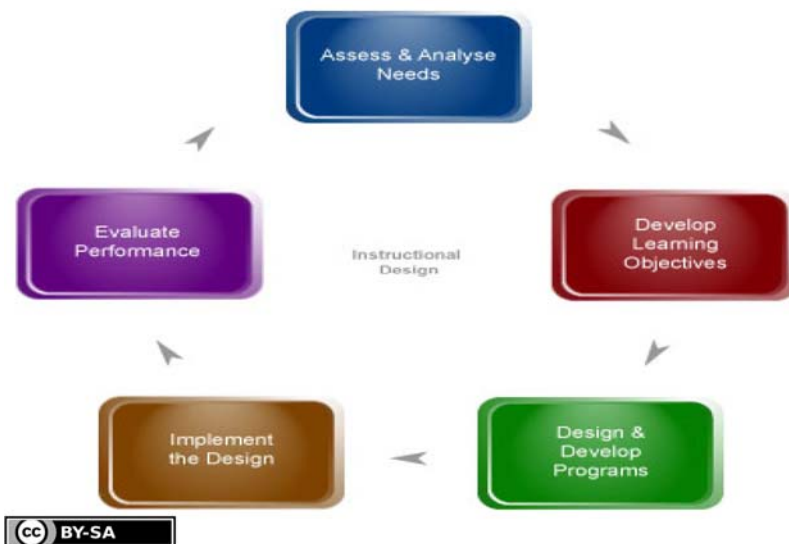 Assess & Analyse
Needs
Develop
Learning
Objectives
Design &
Develop
Programs
Implement
the Design
Evaluate
Performance
Instructional
Design
cc BY-SA